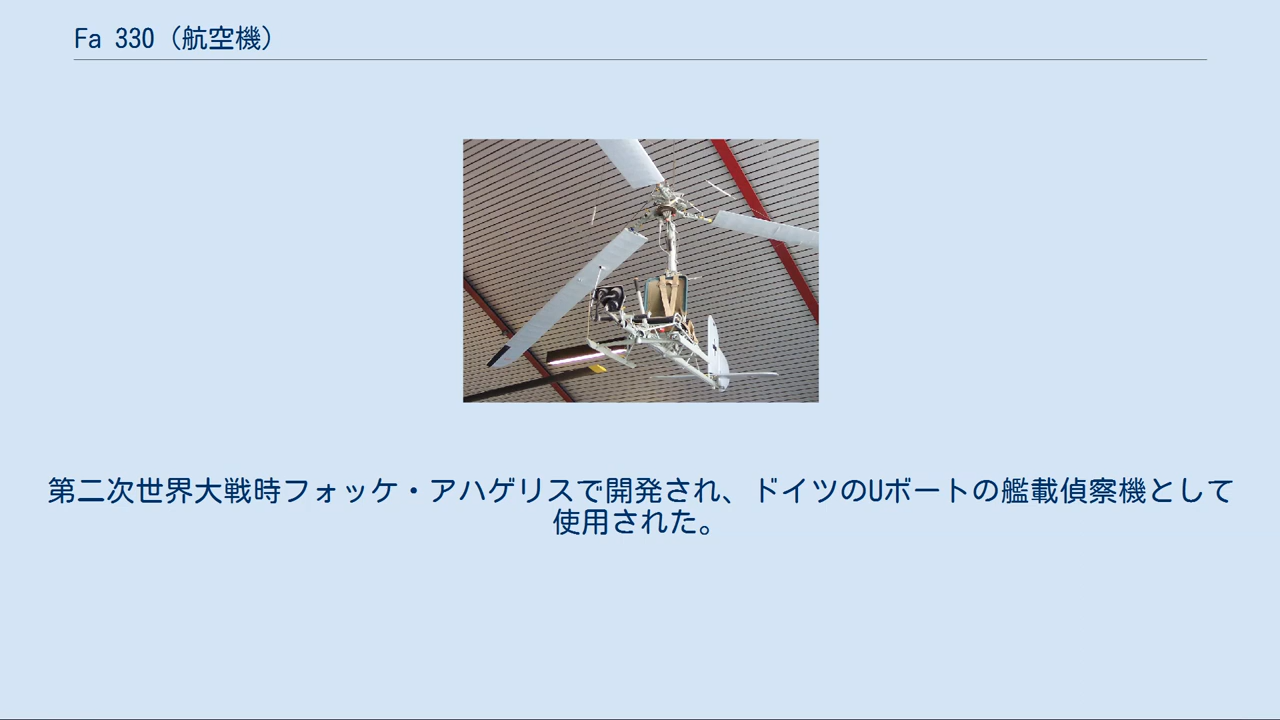 Fa 330（航空機）
第二次世界大戦時フォッケ・アハゲリスで開発され、ドイツのUボートの艦載偵察機として
使用された。